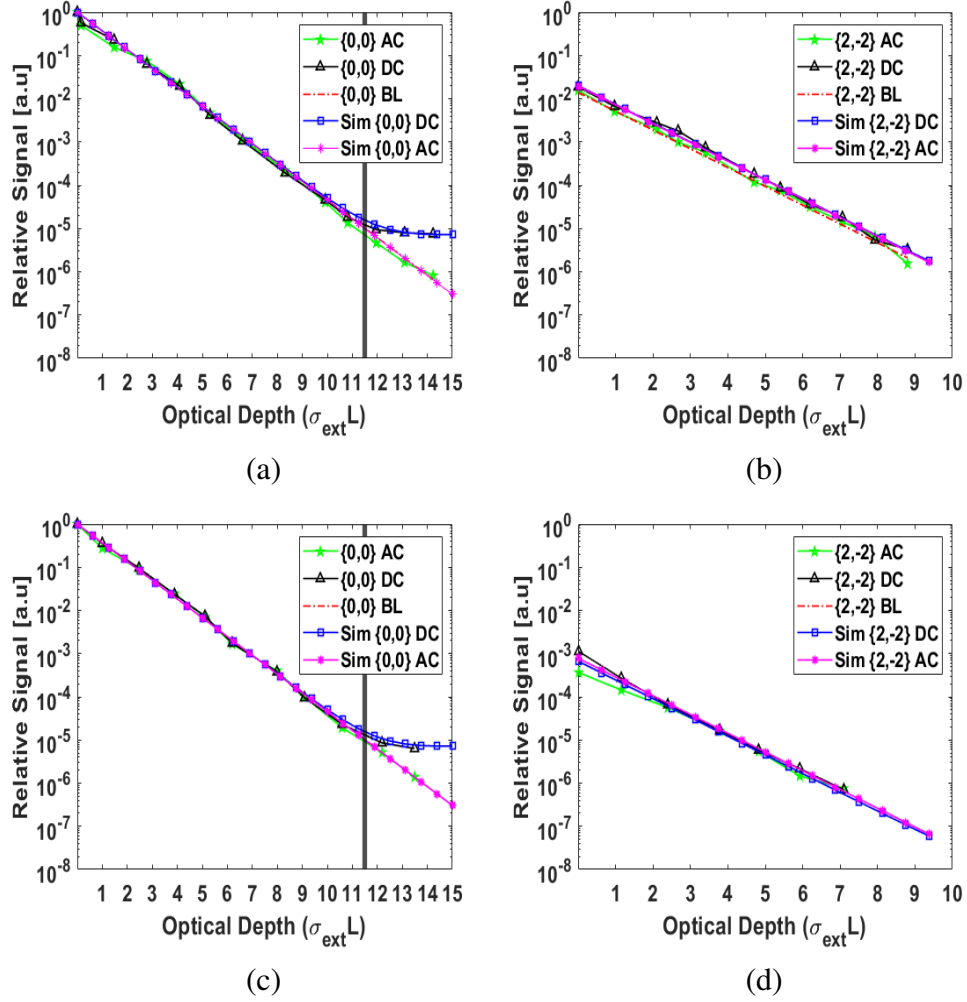 10^0
10^-1
10^-2
10^-3
10^-4
10^-5
10^-6
10^-7
10^-8
Relative Signal [a.u]
{0,0} AC
{0,0} DC
{0,0} BL
Sim {0,0} DC
Sim {0,0} AC
1 2 3 4 5 6 7 8 9 10 11 12 13 14 15
Optical Depth (σ_ext L)
(a)
10^0
10^-1
10^-2
10^-3
10^-4
10^-5
10^-6
10^-7
10^-8
Relative Signal [a.u]
{2,-2} AC
{2,-2} DC
{2,-2} BL
Sim {2,-2} DC
Sim {2,-2} AC
1 2 3 4 5 6 7 8 9 10
Optical Depth (σ_ext L)
(b)
10^0
10^-1
10^-2
10^-3
10^-4
10^-5
10^-6
10^-7
10^-8
Relative Signal [a.u]
{0,0} AC
{0,0} DC
{0,0} BL
Sim {0,0} DC
Sim {0,0} AC
1 2 3 4 5 6 7 8 9 10 11 12 13 14 15
Optical Depth (σ_ext L)
(c)
10^0
10^-1
10^-2
10^-3
10^-4
10^-5
10^-6
10^-7
10^-8
Relative Signal [a.u]
{2,-2} AC
{2,-2} DC
{2,-2} BL
Sim {2,-2} DC
Sim {2,-2} AC
1 2 3 4 5 6 7 8 9 10
Optical Depth (σ_ext L)
(d)